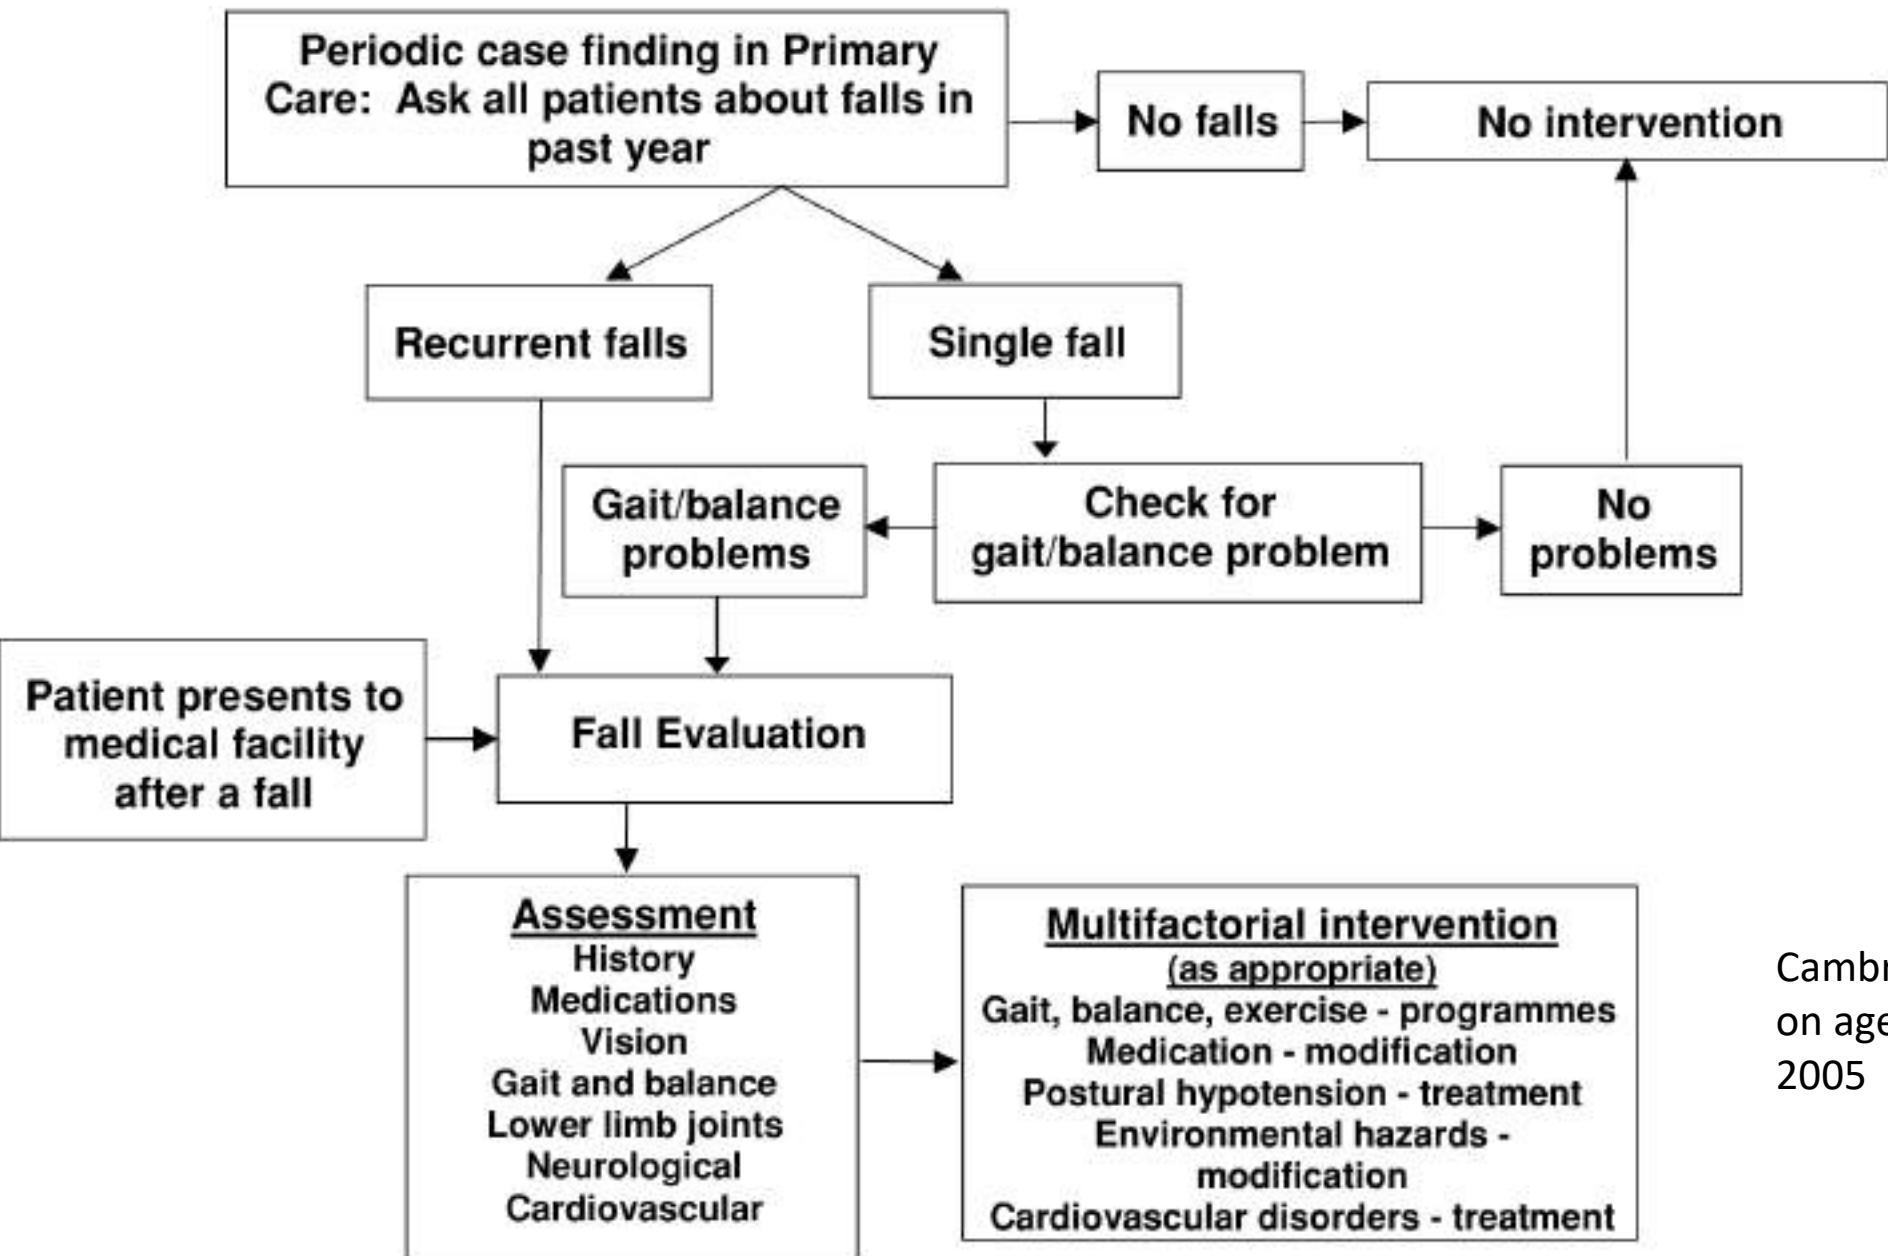 Periodic case finding in Primary
Care: Ask all patients about falls in
past year
No falls
No intervention
Recurrent falls
Single fall
Gait/balance
problems
Check for
gait/balance problem
No
problems
Patient presents to
medical facility
after a fall
Fall Evaluation
Assessment
History
Medications
Vision
Gait and balance
Lower limb joints
Neurological
Cardiovascular
Multifactorial intervention
(as appropriate)
Gait, balance, exercise - programmes
Medication - modification
Postural hypotension - treatment
Environmental hazards -
modification
Cardiovascular disorders - treatment
on
2005